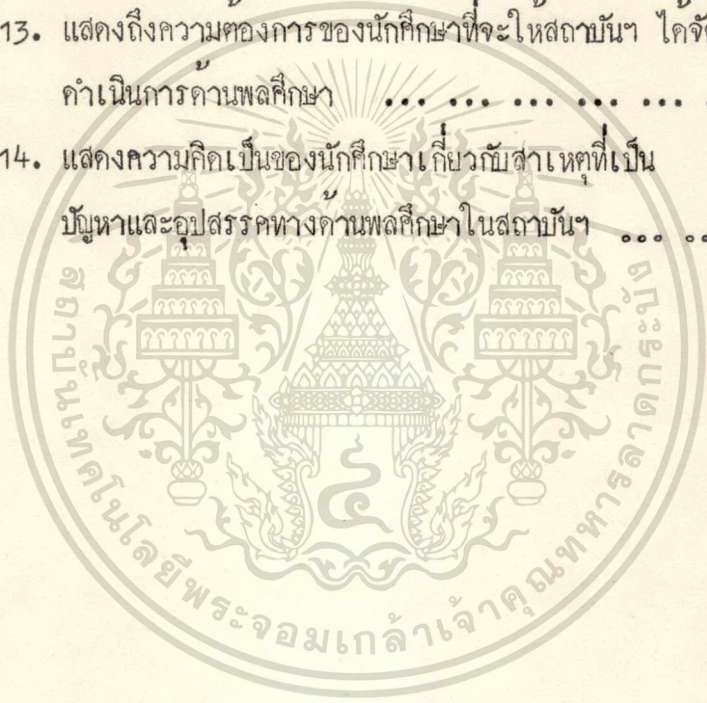 13. แสดงถึงความต้องการของนักศึกษาที่จะให้สถาบันฯ ได้จัด
ดำเนินการด้านพลศึกษา ... ... ... ... ...
14. แสดงความคิดเป็นของนักศึกษาเกี่ยวกับสาเหตุที่เป็น
ปัญหาและอุปสรรคทางด้านพลศึกษาในสถาบันฯ ... ...
สถาบันเทคโนโลยีพระจอมเกล้าเจ้าคุณทหารลาดกระบัง